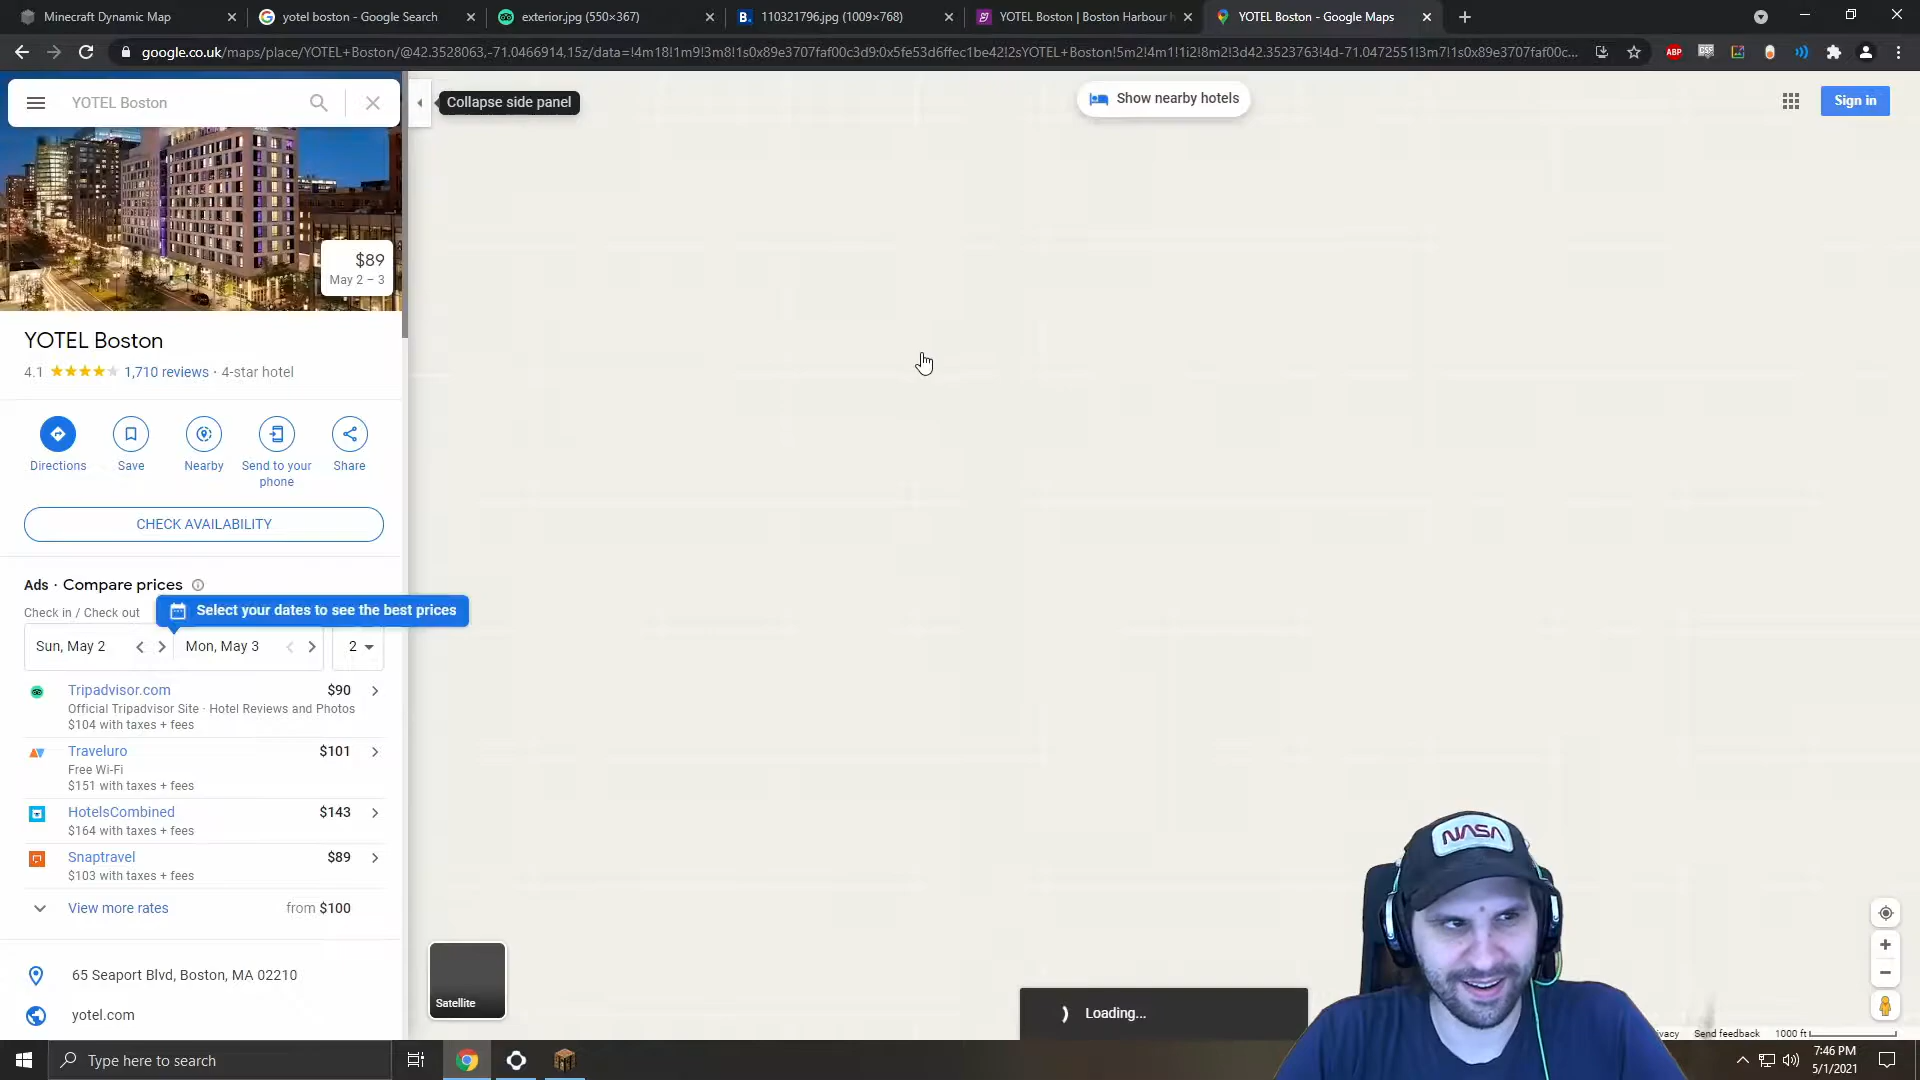 Minecraft Dynamic Map
yotel boston - Google Search
exterior.jpg (550×367)
B.
110321796.jpg (1009×768)
YOTEL Boston | Boston Harbour h
YOTEL Boston - Google Maps
google.co.uk/maps/place/YOTEL+Boston/@42.3528063,-71.0466914,15z/data=!4m18!1m9!3m8!1s0x89e3707faf00c3d9:0x5fe53d6ffec1be42!2sYOTEL+Boston!5m2!4m1!1i2!8m2!3d42.3523763!4d-71.0472551!3m7!1s0x89e3707faf00c...
ABP
YOTEL Boston
Collapse side panel
Show nearby hotels
Sign in
$89
May 2 – 3
YOTEL Boston
4.1
1,710 reviews · 4-star hotel
Directions
Save
Nearby
Send to your
phone
Share
CHECK AVAILABILITY
Ads · Compare prices
Check in / Check out
Select your dates to see the best prices
Sun, May 2
Mon, May 3
2
Tripadvisor.com
$90
Official Tripadvisor Site · Hotel Reviews and Photos
$104 with taxes + fees
Traveluro
$101
Free Wi-Fi
$151 with taxes + fees
HotelsCombined
$143
$164 with taxes + fees
Snaptravel
$89
$103 with taxes + fees
View more rates
from $100
65 Seaport Blvd, Boston, MA 02210
yotel.com
Satellite
Loading...
NASA
Send feedback
1000 ft
Type here to search
7:46 PM
5/1/2021